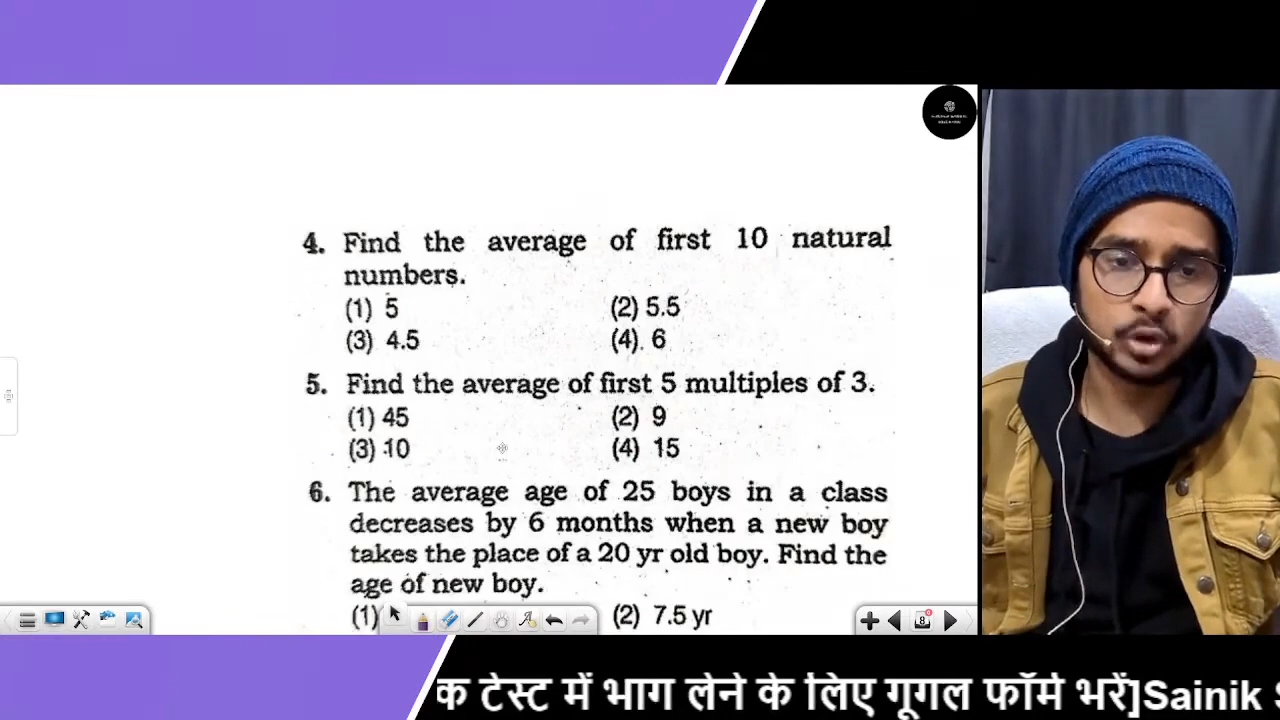 4. Find the average of first 10 natural
numbers.
(1) 5 (2) 5.5
(3) 4.5 (4) 6
5. Find the average of first 5 multiples of 3.
(1) 45 (2) 9
(3) 10 (4) 15
6. The average age of 25 boys in a class
decreases by 6 months when a new boy
takes the place of a 20 yr old boy. Find the
age of new boy.
(1) (2) 7.5 yr
8
क टेस्ट में भाग लेने के लिए गूगल फॉर्म भरें]Sainik S